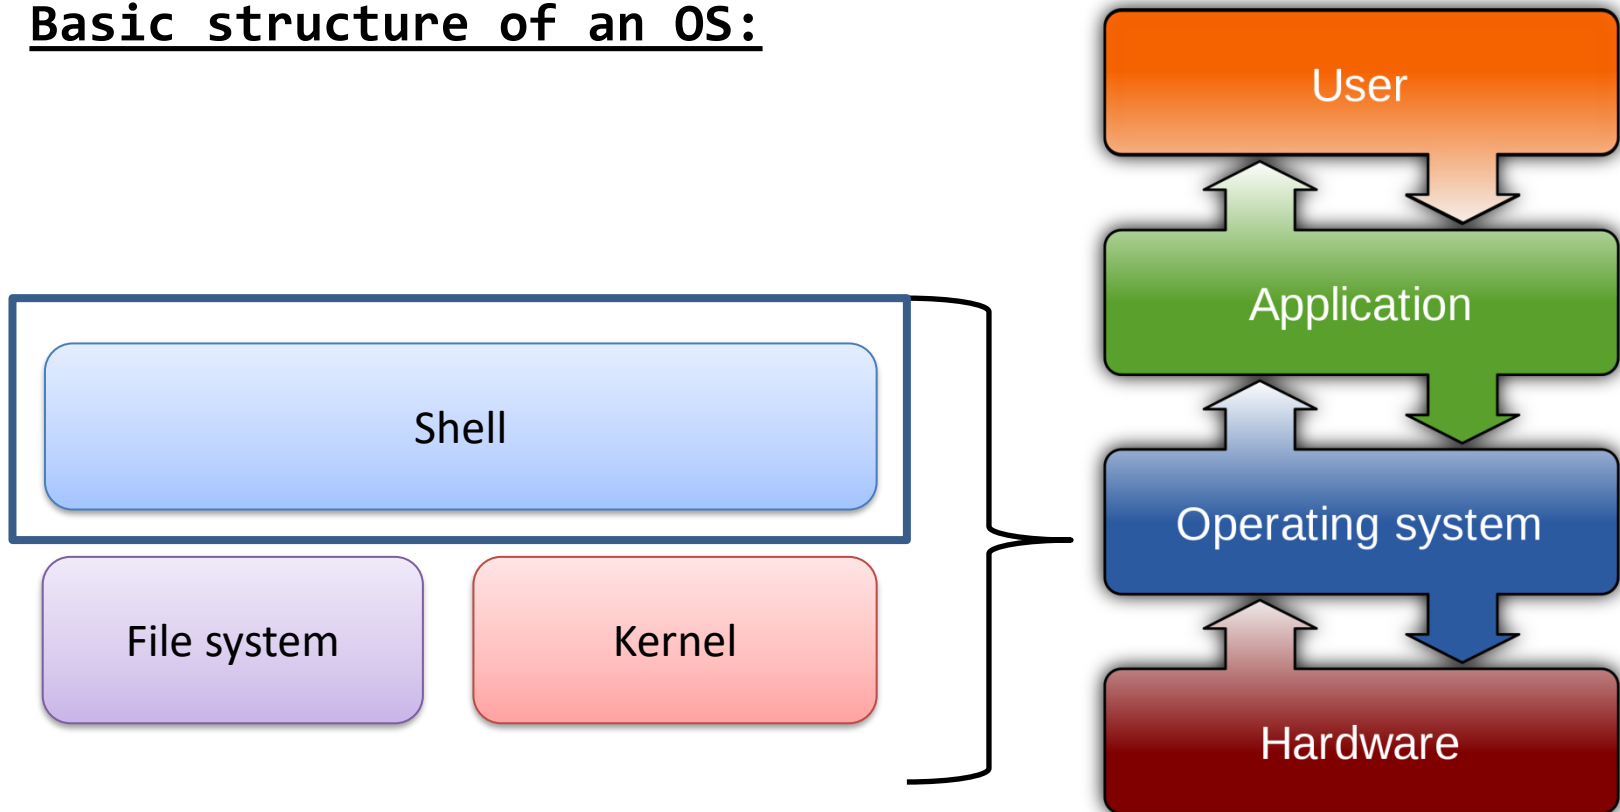 Basic structure of an OS:
User
Application
Shell
Operating system
File system
Kernel
Hardware